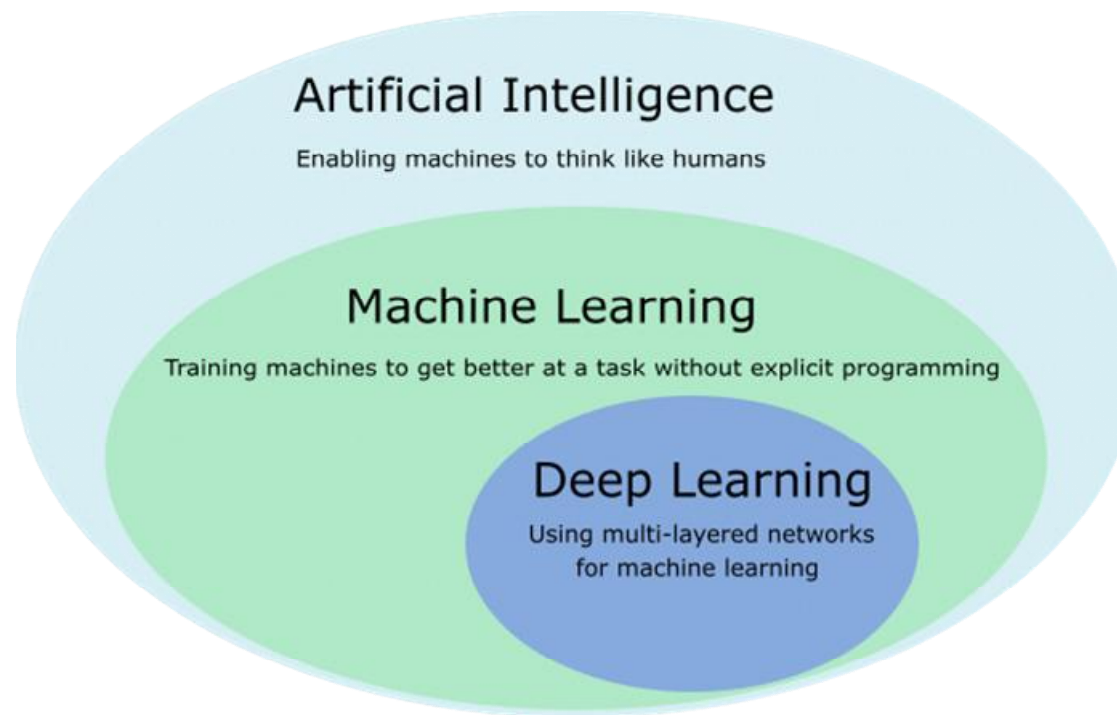 Artificial Intelligence
Enabling machines to think like humans
Machine Learning
Training machines to get better at a task without explicit programming
Deep Learning
Using multi-layered networks
for machine learning